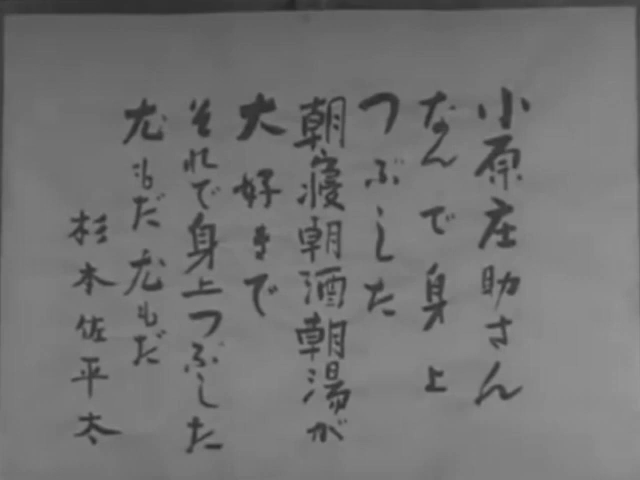 小原庄助さん
なんで身上
つぶした
朝寝朝酒朝湯が
大好きで
それで身上つぶした
尤もだ尤もだ
杉本佐平太